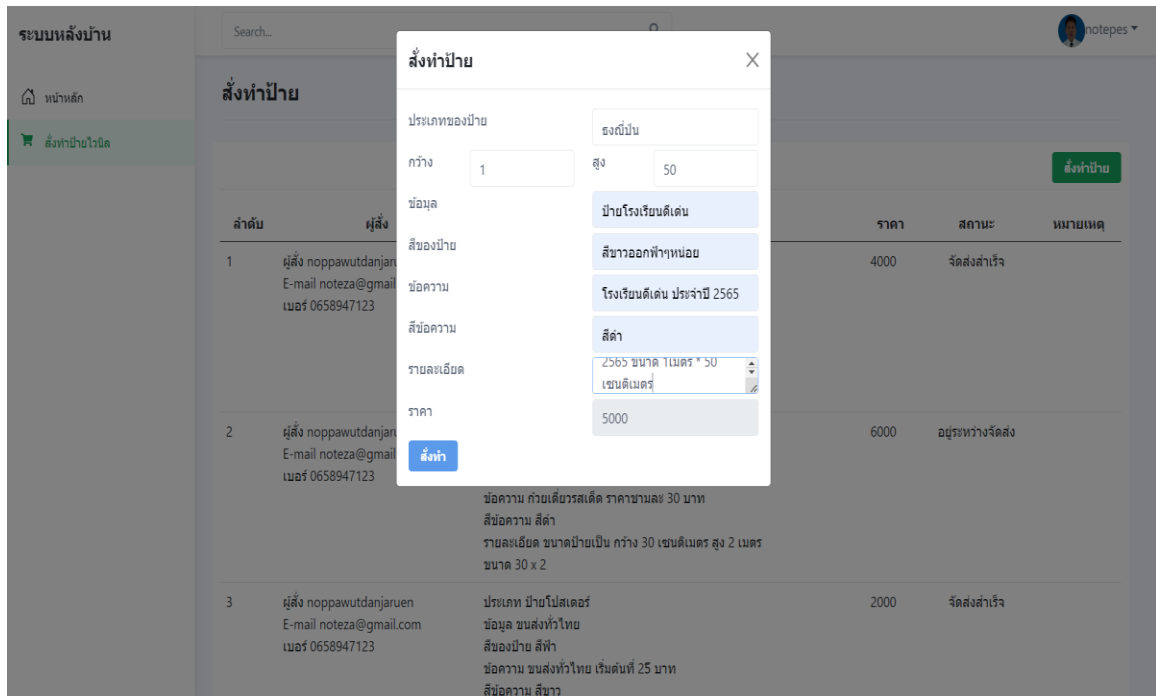 ระบบหลังบ้าน
Search...
notepes
หน้าหลัก
สั่งทำป้ายไวนิล
สั่งทำป้าย
สั่งทำป้าย
ลำดับ ผู้สั่ง ราคา สถานะ หมายเหตุ
1 ผู้สั่ง 4000 จัดส่งสำเร็จ
E-mail
เบอร์ 0658947123
2 ผู้สั่ง 6000 อยู่ระหว่างจัดส่ง
E-mail
เบอร์ 0658947123
ข้อความ ก๋วยเตี๋ยวรสเด็ด ราคาชามละ 30 บาท
สีข้อความ สีดำ
รายละเอียด ขนาดป้ายเป็น กว้าง 30 เซนติเมตร สูง 2 เมตร
ขนาด 30 x 2
3 ผู้สั่ง noppawutdanjaruen ประเภท ป้ายโปสเตอร์ 2000 จัดส่งสำเร็จ
E-mail noteza@gmail.com ข้อมูล ขนส่งทั่วไทย
เบอร์ 0658947123 สีของป้าย สีฟ้า
ข้อความ ขนส่งทั่วไทย เริ่มต้นที่ 25 บาท
สีข้อความ สีขาว
สั่งทำป้าย
ประเภทของป้าย ธงญี่ปุ่น
กว้าง 1 สูง 50
ข้อมูล ป้ายโรงเรียนดีเด่น
สีของป้าย สีขาวออกฟ้าๆหน่อย
ข้อความ โรงเรียนดีเด่น ประจำปี 2565
สีข้อความ สีดำ
รายละเอียด 2565 ขนาด 1เมตร * 50
เซนติเมตร
ราคา 5000
สั่งทำ